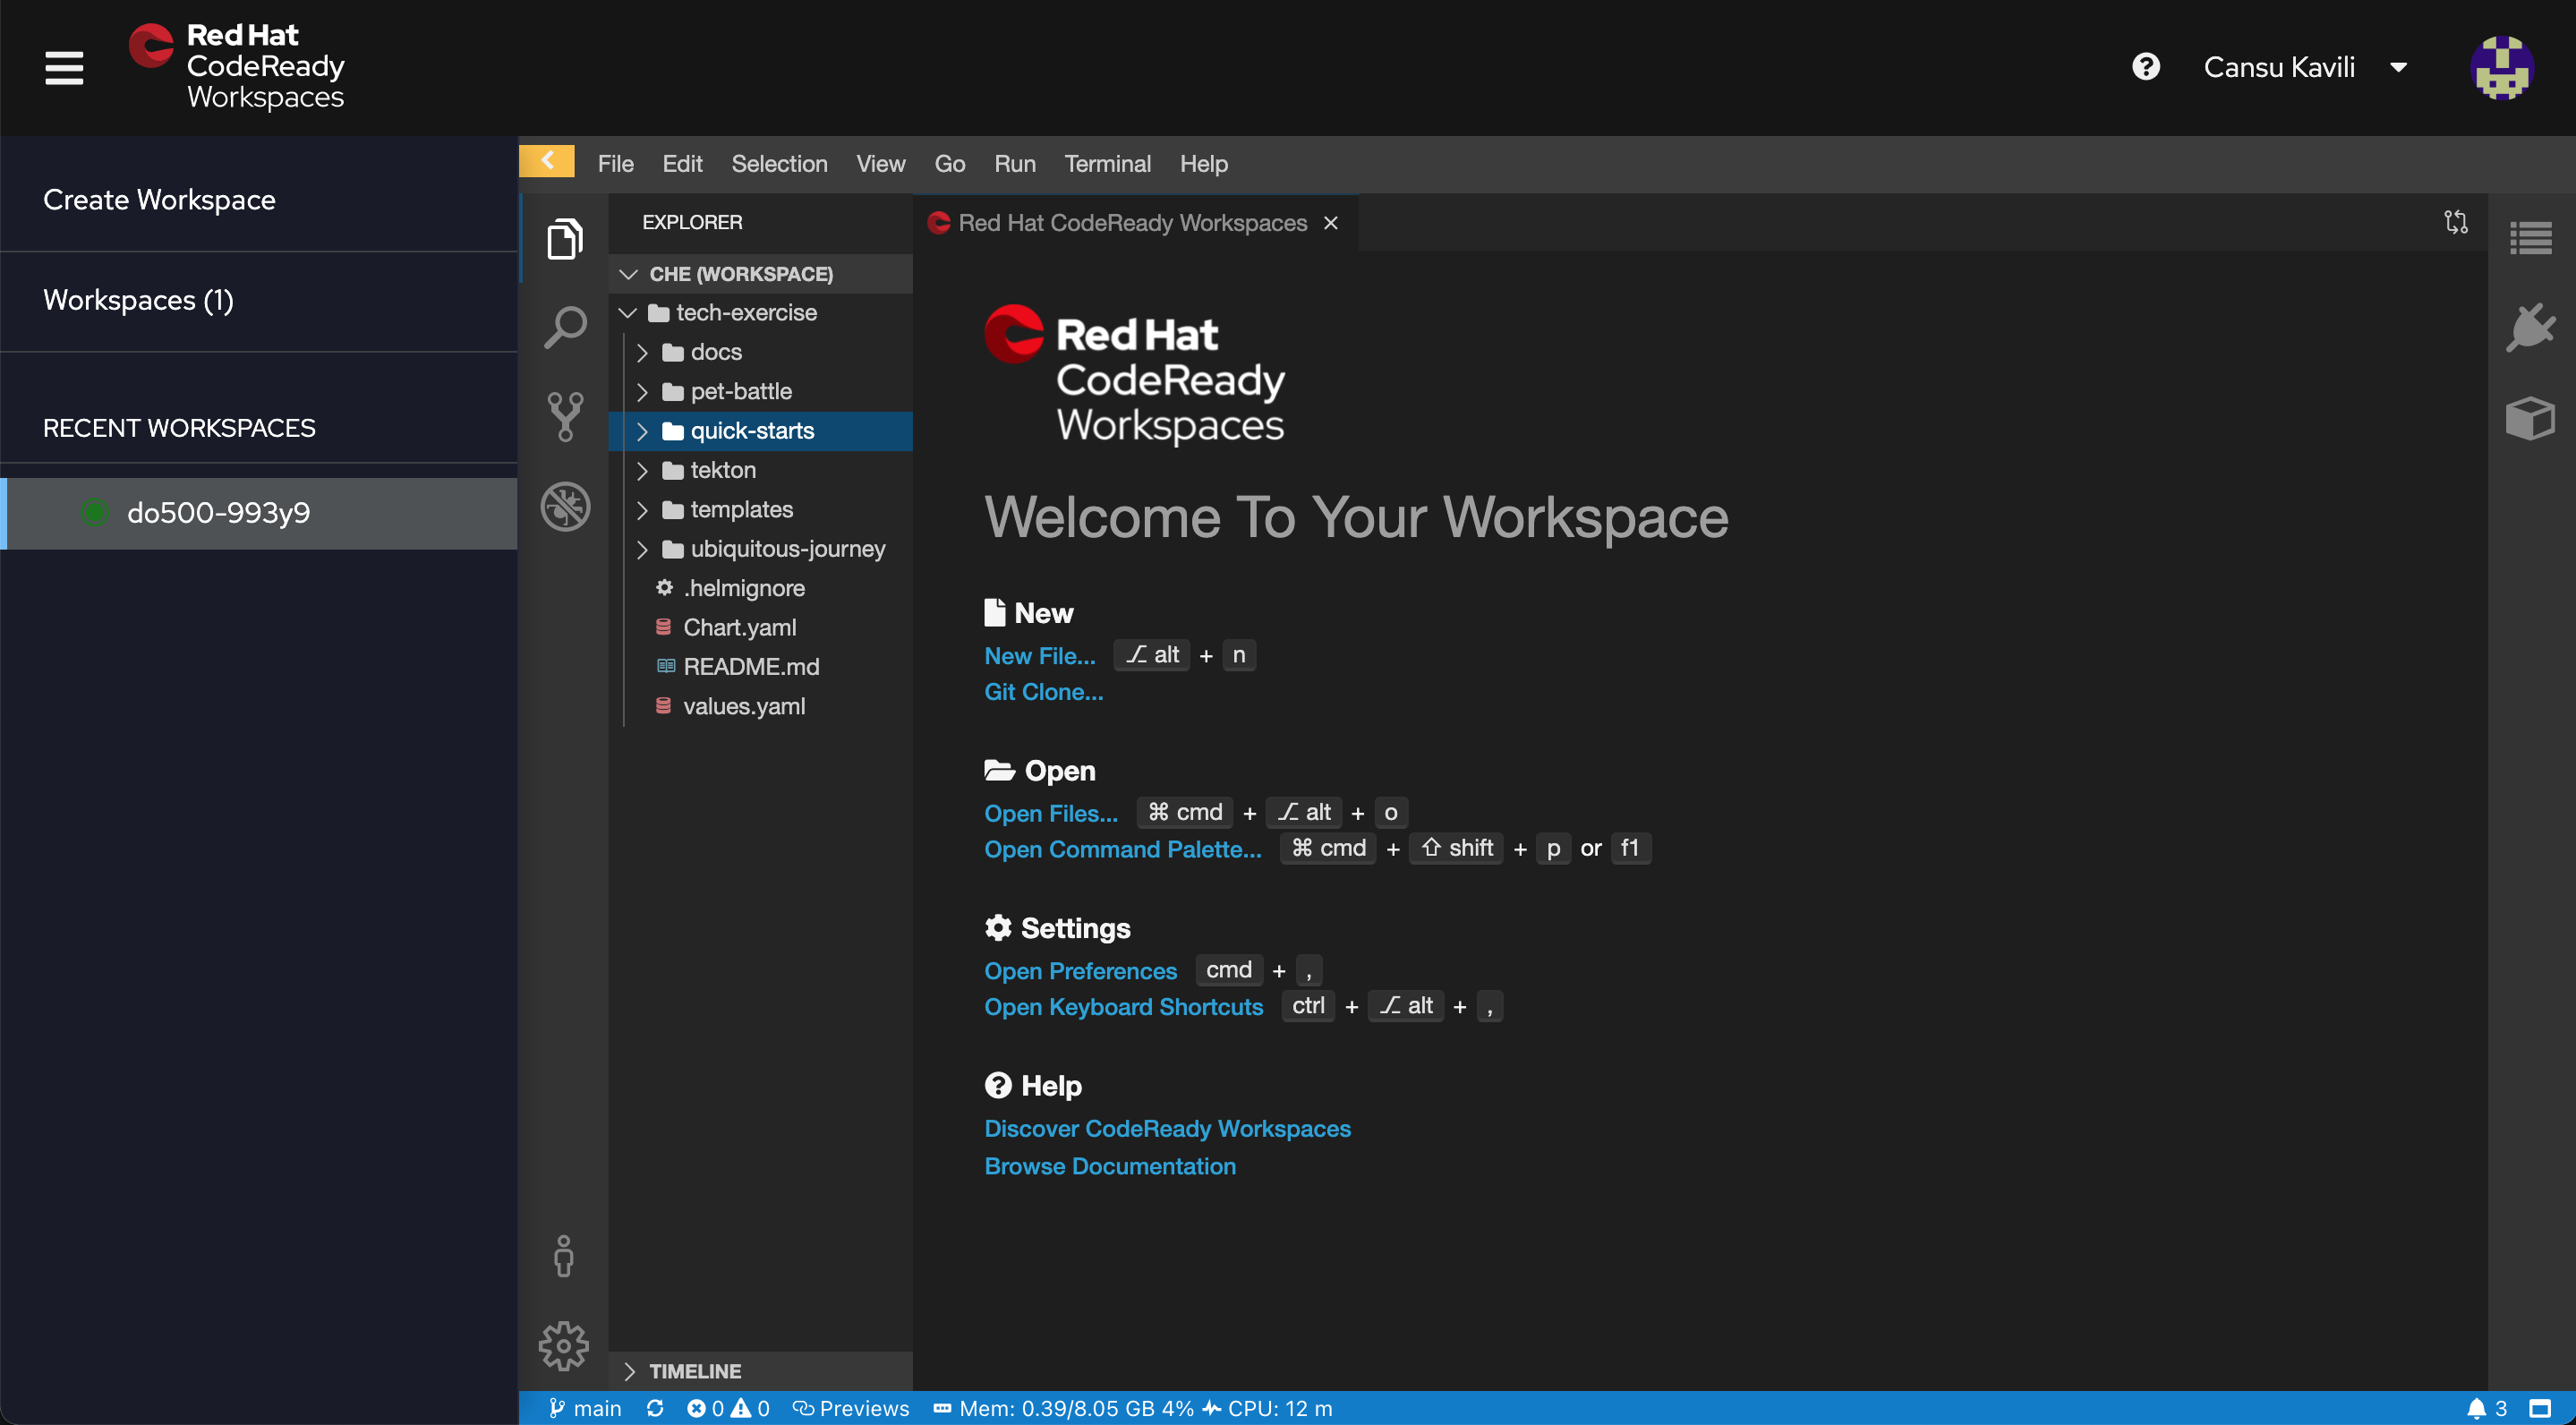 Red Hat
CodeReady
Workspaces
Cansu Kavili
Create Workspace
Workspaces (1)
RECENT WORKSPACES
do500-993y9
File Edit Selection View Go Run Terminal Help
EXPLORER
CHE (WORKSPACE)
tech-exercise
docs
pet-battle
quick-starts
tekton
templates
ubiquitous-journey
.helmignore
Chart.yaml
README.md
values.yaml
TIMELINE
Red Hat CodeReady Workspaces
Red Hat
CodeReady
Workspaces
Welcome To Your Workspace
New
New File... ⌥ alt + n
Git Clone...
Open
Open Files... ⌘ cmd + ⌥ alt + o
Open Command Palette... ⌘ cmd + ⇧ shift + p or f1
Settings
Open Preferences cmd + ,
Open Keyboard Shortcuts ctrl + ⌥ alt + ,
Help
Discover CodeReady Workspaces
Browse Documentation
main 0 0 Previews Mem: 0.39/8.05 GB 4% CPU: 12 m 3